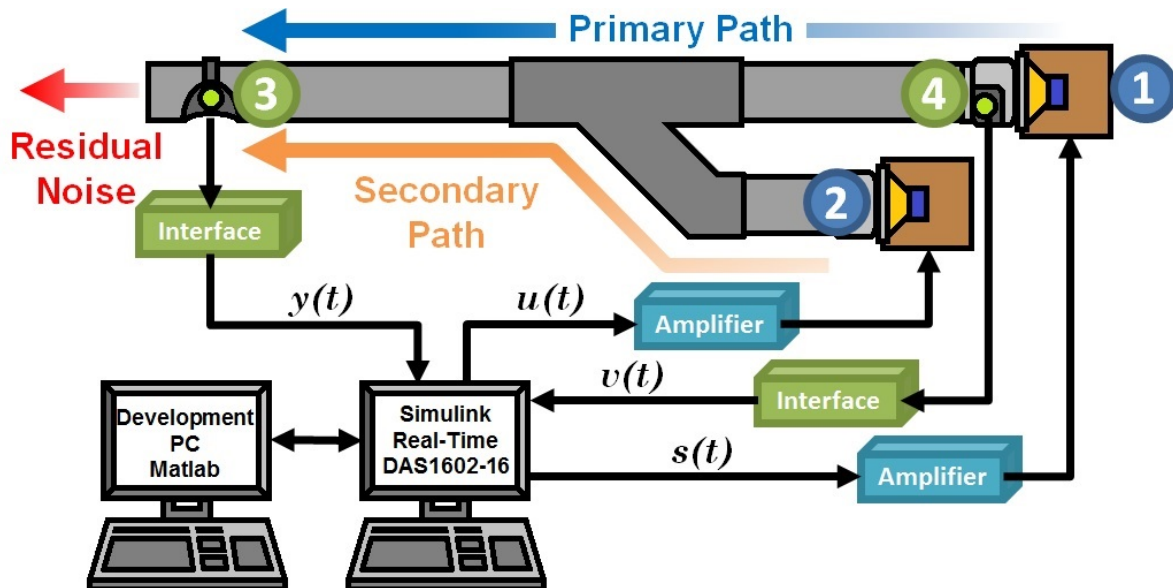 Primary Path
1
3
4
Residual
Noise
Secondary
Path
2
Interface
y(t)
u(t)
Amplifier
v(t)
Interface
Development
PC
Matlab
Simulink
Real-Time
DAS1602-16
s(t)
Amplifier